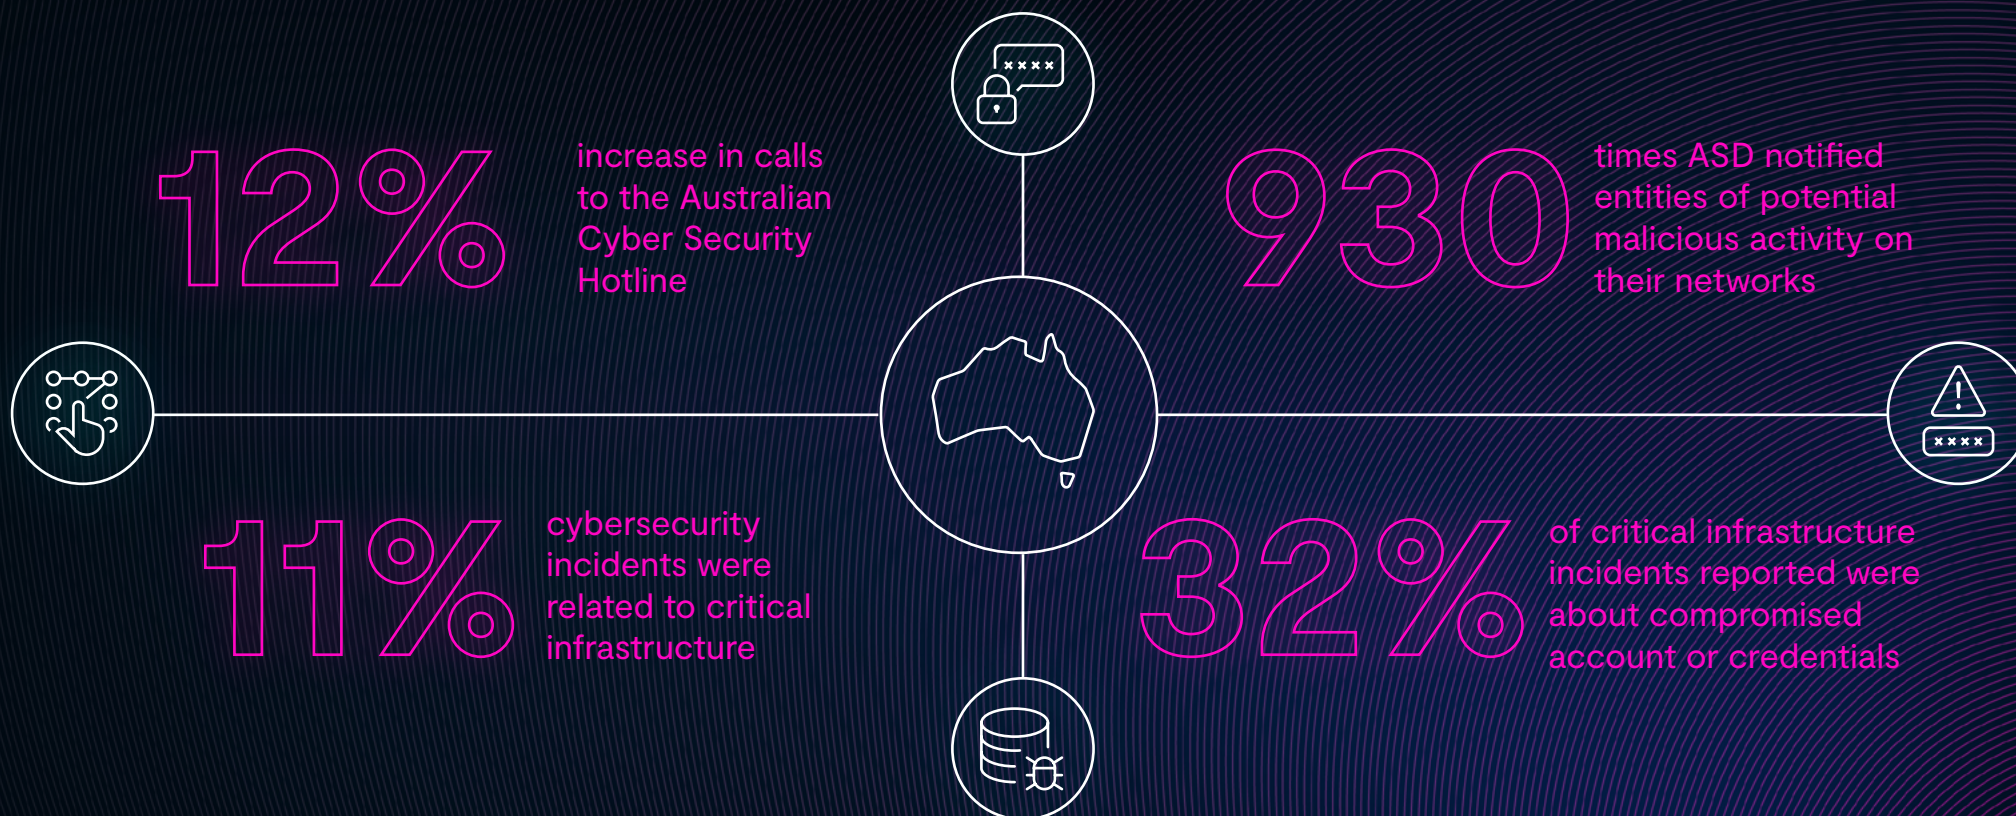 12%
increase in calls
to the Australian
Cyber Security
Hotline
930
times ASD notified
entities of potential
malicious activity on
their networks
11%
cybersecurity
incidents were
related to critical
infrastructure
32%
of critical infrastructure
incidents reported were
about compromised
account or credentials